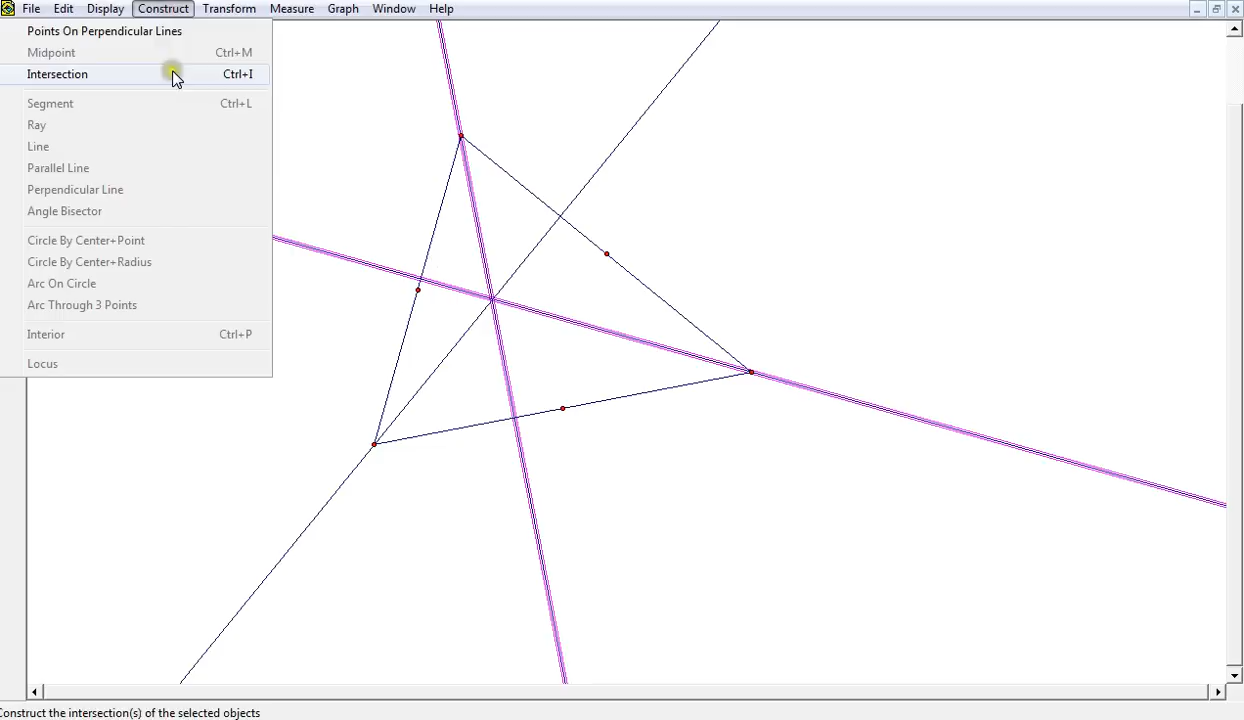 File Edit Display Construct Transform Measure Graph Window Help
Points On Perpendicular Lines
Midpoint Ctrl+M
Intersection Ctrl+I
Segment Ctrl+L
Ray
Line
Parallel Line
Perpendicular Line
Angle Bisector
Circle By Center+Point
Circle By Center+Radius
Arc On Circle
Arc Through 3 Points
Interior Ctrl+P
Locus
Construct the intersection(s) of the selected objects